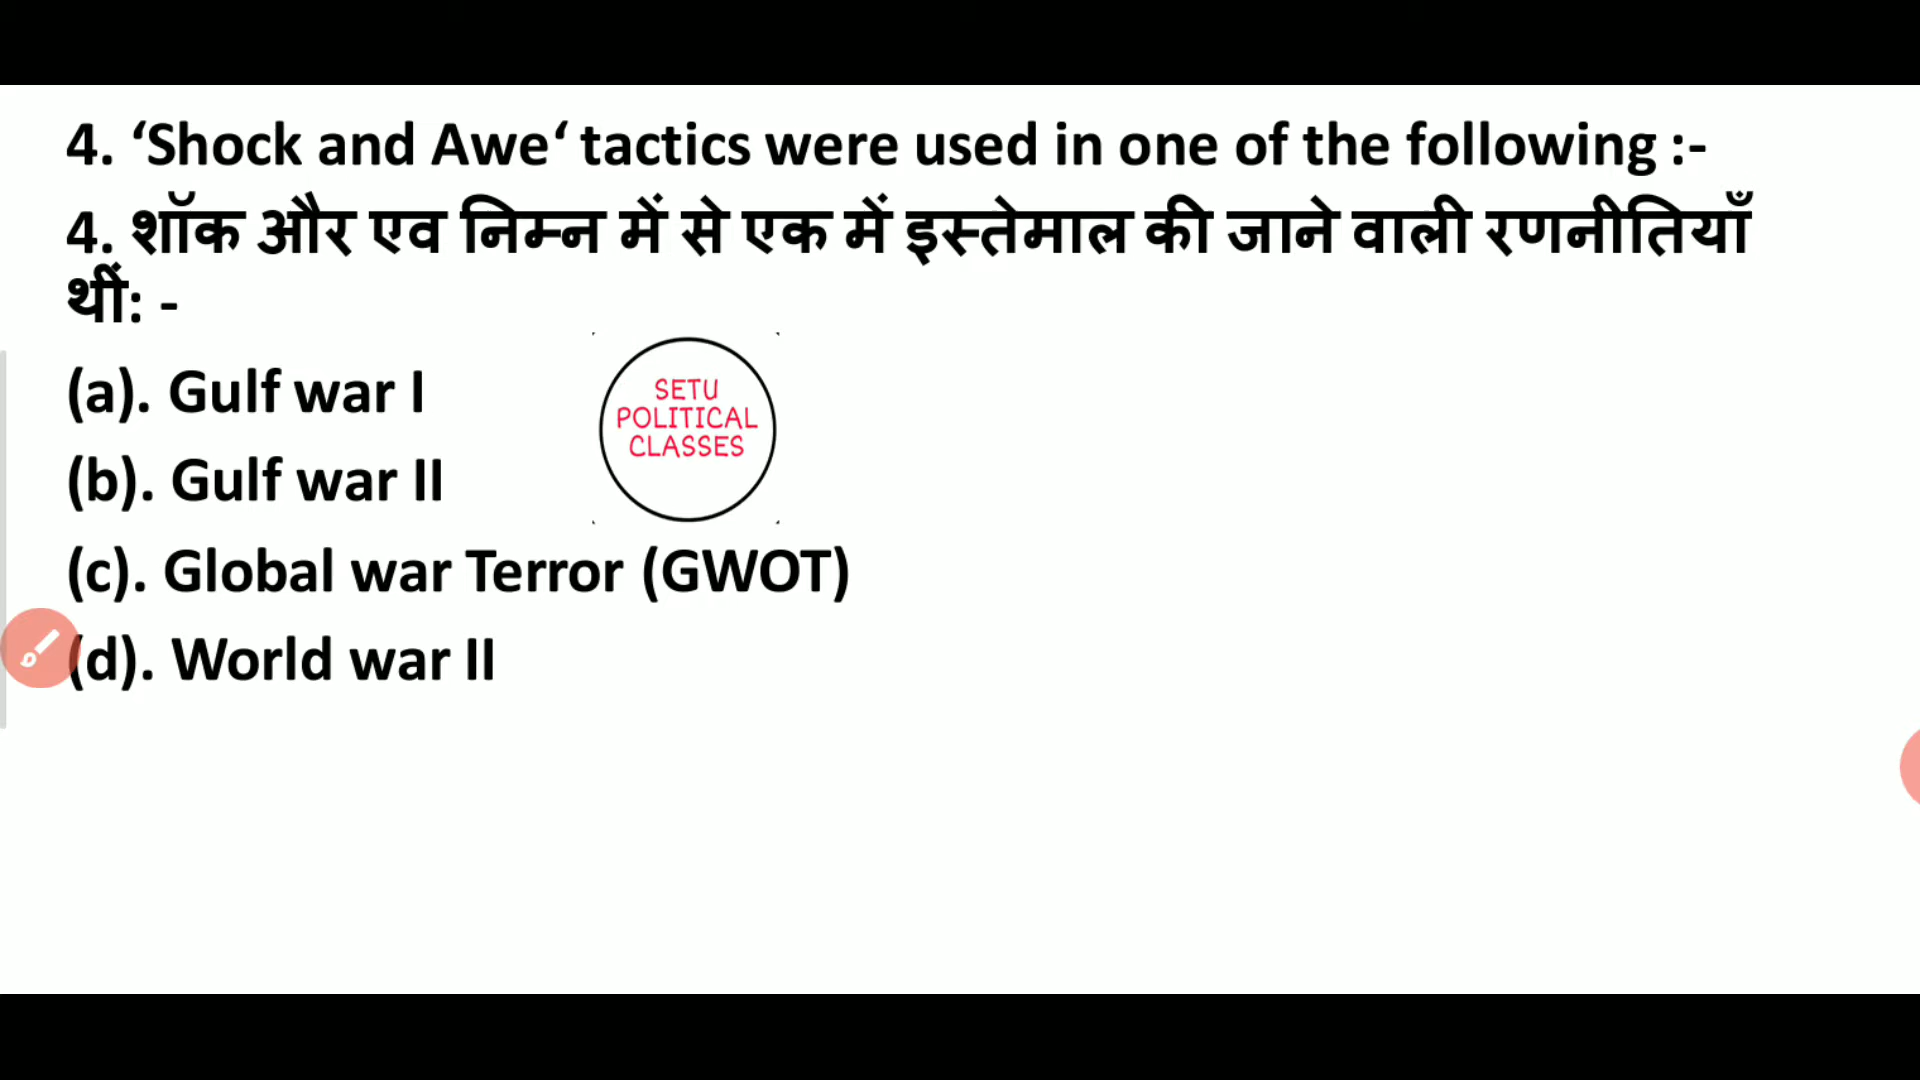 4. ‘Shock and Awe‘ tactics were used in one of the following :-
4. शॉक और एव निम्न में से एक में इस्तेमाल की जाने वाली रणनीतियाँ
थीं: -
(a). Gulf war I
(b). Gulf war II
SETU
POLITICAL
CLASSES
(c). Global war Terror (GWOT)
(d). World war II